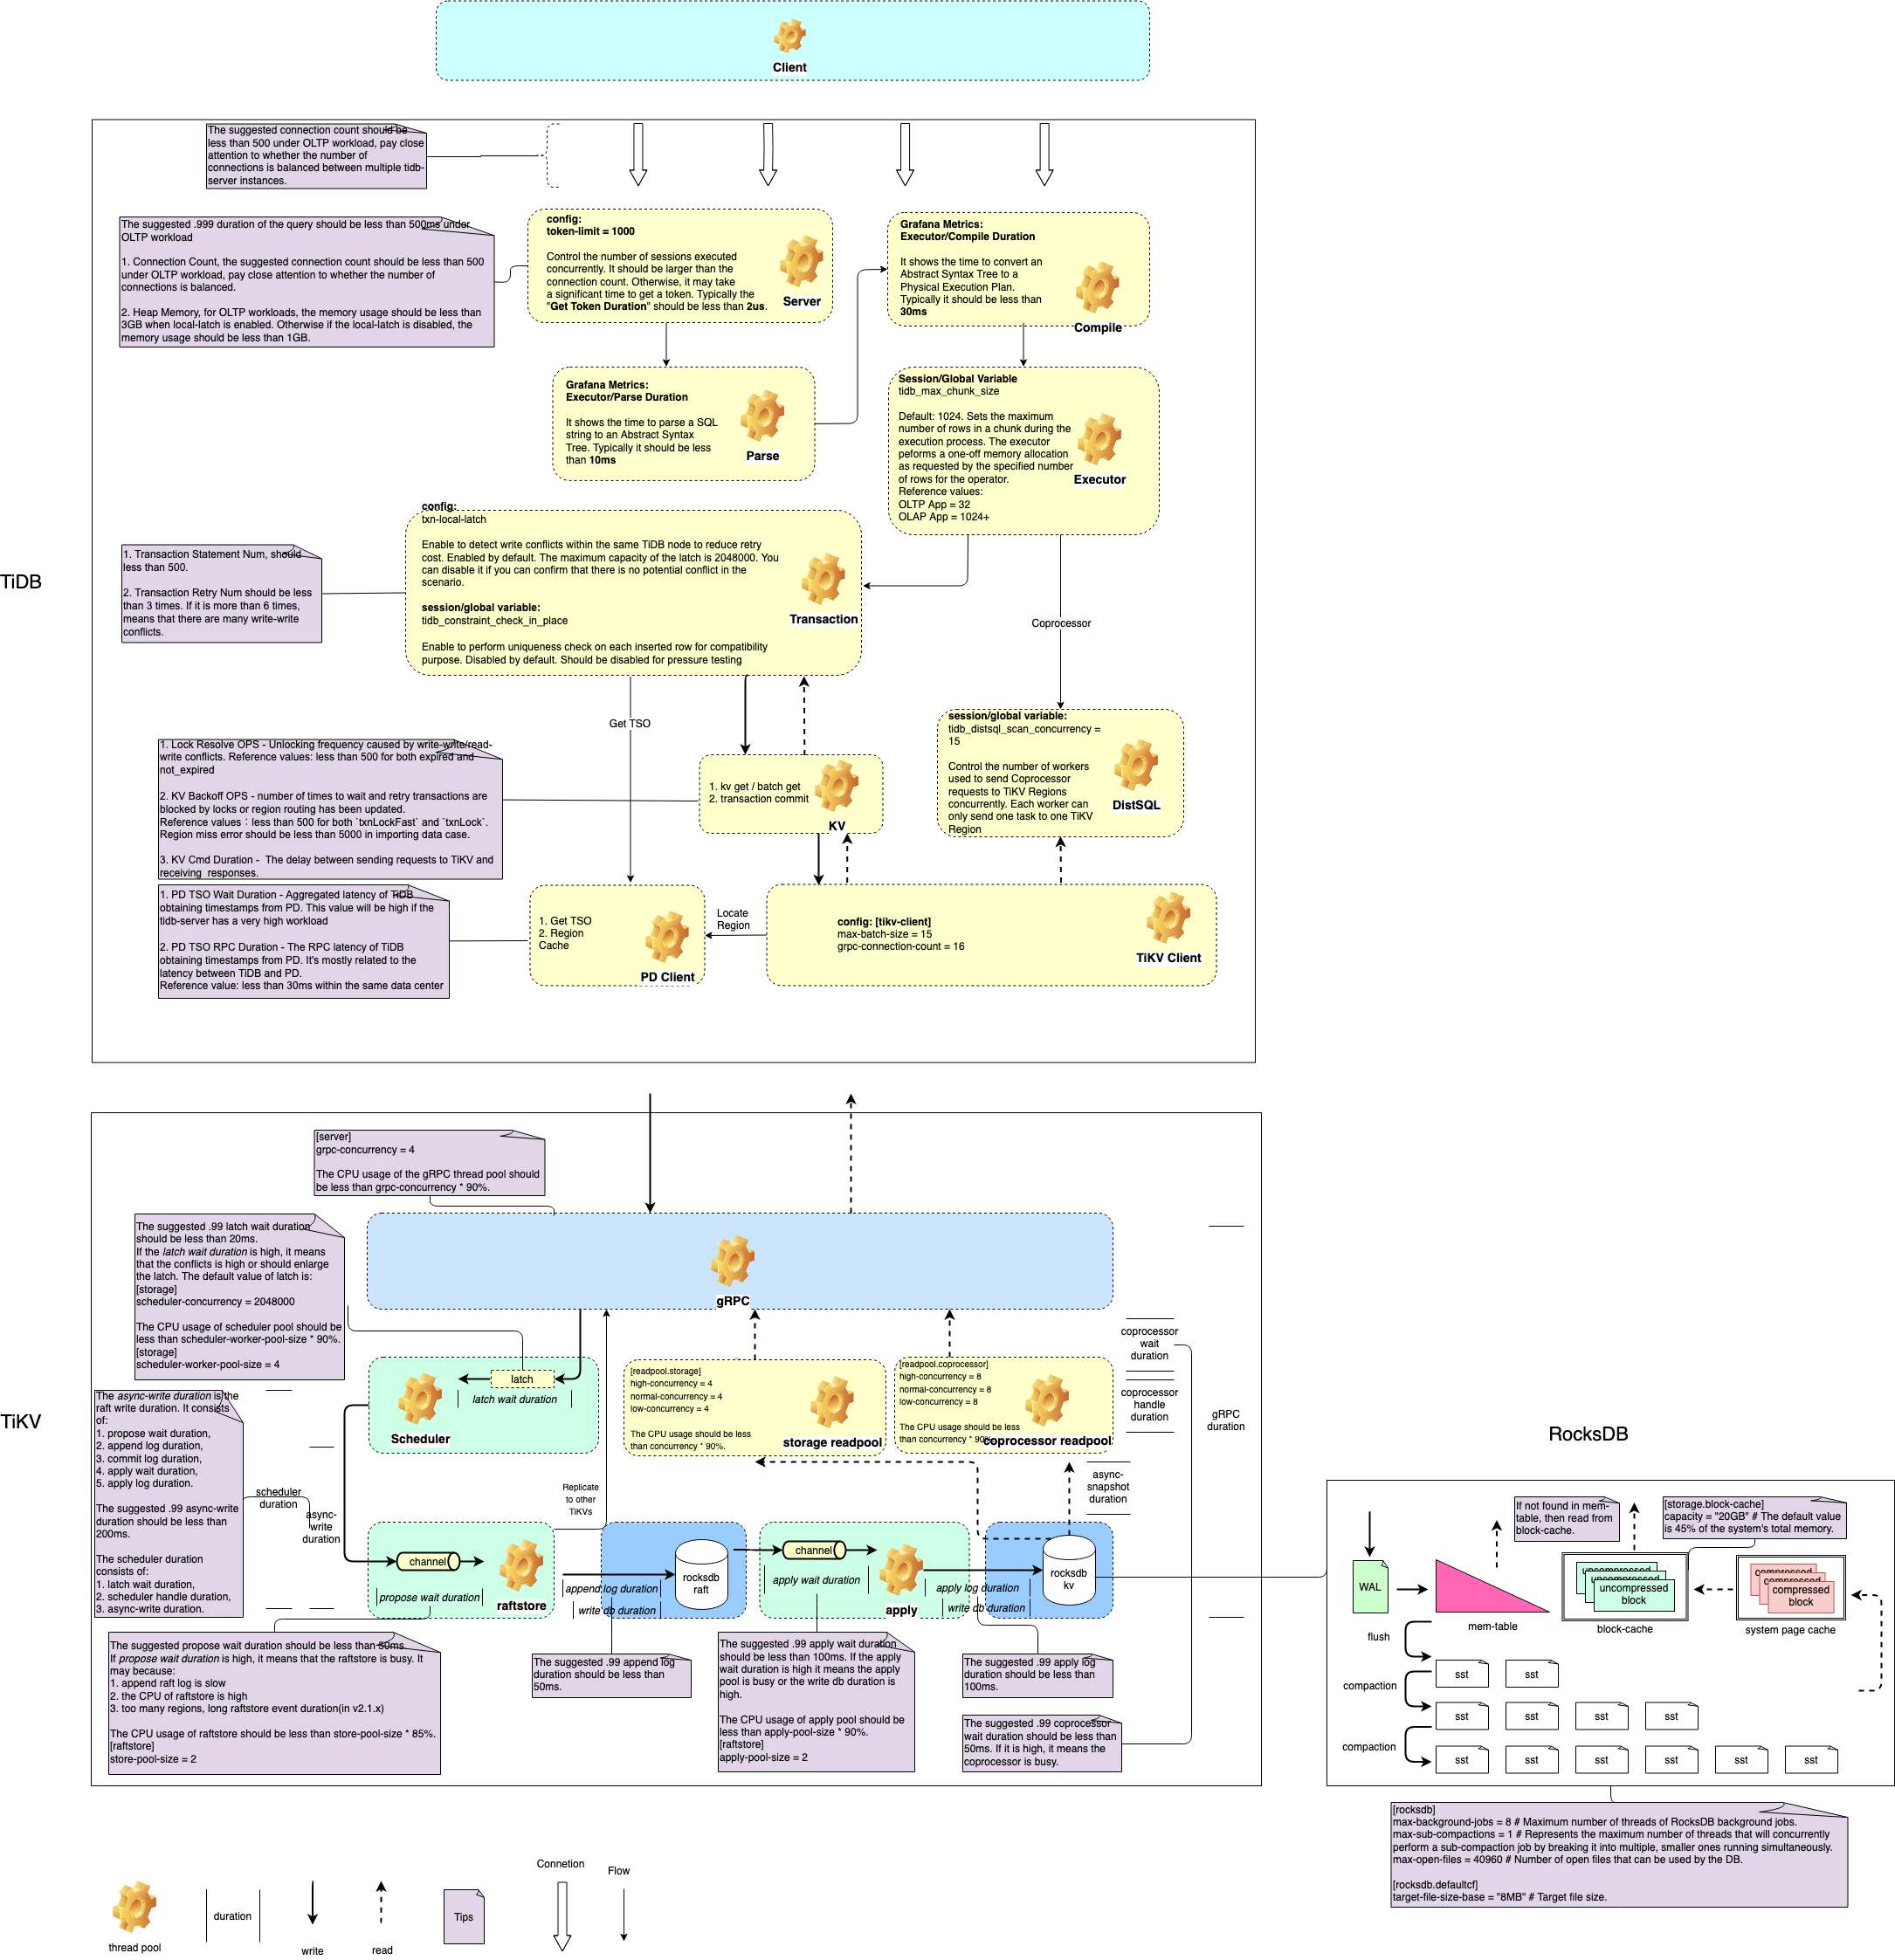 Client
The suggested connection count should be
less than 500 under OLTP workload, pay close
attention to whether the number of
connections is balanced between multiple tidb-
server instances.
The suggested .999 duration of the query should be less than 500ms under
OLTP workload
1. Connection Count, the suggested connection count should be less than 500
under OLTP workload, pay close attention to whether the number of
connections is balanced.
2. Heap Memory, for OLTP workloads, the memory usage should be less than
3GB when local-latch is enabled. Otherwise if the local-latch is disabled, the
memory usage should be less than 1GB.
config:
token-limit = 1000
Control the number of sessions executed
concurrently. It should be larger than the
connection count. Otherwise, it may take
a significant time to get a token. Typically the
"Get Token Duration" should be less than 2us.
Server
Grafana Metrics:
Executor/Compile Duration
It shows the time to convert an
Abstract Syntax Tree to a
Physical Execution Plan.
Typically it should be less than
30ms
Compile
Grafana Metrics:
Executor/Parse Duration
It shows the time to parse a SQL
string to an Abstract Syntax
Tree. Typically it should be less
than 10ms
Parse
Session/Global Variable
tidb_max_chunk_size
Default: 1024. Sets the maximum
number of rows in a chunk during the
execution process. The executor
peforms a one-off memory allocation
as requested by the specified number
of rows for the operator.
Reference values:
OLTP App = 32
OLAP App = 1024+
Executor
TiDB
1. Transaction Statement Num, should
less than 500.
2. Transaction Retry Num should be less
than 3 times. If it is more than 6 times,
means that there are many write-write
conflicts.
config:
txn-local-latch
Enable to detect write conflicts within the same TiDB node to reduce retry
cost. Enabled by default. The maximum capacity of the latch is 2048000. You
can disable it if you can confirm that there is no potential conflict in the
scenario.
session/global variable:
tidb_constraint_check_in_place
Enable to perform uniqueness check on each inserted row for compatibility
purpose. Disabled by default. Should be disabled for pressure testing
Transaction
Coprocessor
Get TSO
1. Lock Resolve OPS - Unlocking frequency caused by write-write/read-
write conflicts. Reference values: less than 500 for both expired and
not_expired
2. KV Backoff OPS - number of times to wait and retry transactions are
blocked by locks or region routing has been updated.
Reference values：less than 500 for both `txnLockFast` and `txnLock`.
Region miss error should be less than 5000 in importing data case.
3. KV Cmd Duration -  The delay between sending requests to TiKV and
receiving  responses.
1. kv get / batch get
2. transaction commit
KV
session/global variable:
tidb_distsql_scan_concurrency =
15
Control the number of workers
used to send Coprocessor
requests to TiKV Regions
concurrently. Each worker can
only send one task to one TiKV
Region
DistSQL
1. PD TSO Wait Duration - Aggregated latency of TiDB
obtaining timestamps from PD. This value will be high if the
tidb-server has a very high workload
2. PD TSO RPC Duration - The RPC latency of TiDB
obtaining timestamps from PD. It's mostly related to the
latency between TiDB and PD.
Reference value: less than 30ms within the same data center
1. Get TSO
2. Region
Cache
PD Client
Locate
Region
config: [tikv-client]
max-batch-size = 15
grpc-connection-count = 16
TiKV Client
[server]
grpc-concurrency = 4
The CPU usage of the gRPC thread pool should
be less than grpc-concurrency * 90%.
gRPC
The suggested .99 latch wait duration
should be less than 20ms.
If the latch wait duration is high, it means
that the conflicts is high or should enlarge
the latch. The default value of latch is:
[storage]
scheduler-concurrency = 2048000
The CPU usage of scheduler pool should be
less than scheduler-worker-pool-size * 90%.
[storage]
scheduler-worker-pool-size = 4
latch
latch wait duration
Scheduler
[readpool.storage]
high-concurrency = 4
normal-concurrency = 4
low-concurrency = 4
The CPU usage should be less
than concurrency * 90%.
storage readpool
[readpool.coprocessor]
high-concurrency = 8
normal-concurrency = 8
low-concurrency = 8
The CPU usage should be less
than concurrency * 90%.
coprocessor readpool
coprocessor
wait
duration
coprocessor
handle
duration
gRPC
duration
async-
snapshot
duration
TiKV
The async-write duration is the
raft write duration. It consists
of:
1. propose wait duration,
2. append log duration,
3. commit log duration,
4. apply wait duration,
5. apply log duration.
The suggested .99 async-write
duration should be less than
200ms.
The scheduler duration
consists of:
1. latch wait duration,
2. scheduler handle duration,
3. async-write duration.
scheduler
duration
async-
write
duration
Replicate
to other
TiKVs
channel
propose wait duration
raftstore
append log duration
write db duration
rocksdb
raft
channel
apply wait duration
apply
apply log duration
write db duration
rocksdb
kv
The suggested propose wait duration should be less than 50ms.
If propose wait duration is high, it means that the raftstore is busy. It
may because:
1. append raft log is slow
2. the CPU of raftstore is high
3. too many regions, long raftstore event duration(in v2.1.x)
The CPU usage of raftstore should be less than store-pool-size * 85%.
[raftstore]
store-pool-size = 2
The suggested .99 append log
duration should be less than
50ms.
The suggested .99 apply wait duration
should be less than 100ms. If the apply
wait duration is high it means the apply
pool is busy or the write db duration is
high.
The CPU usage of apply pool should be
less than apply-pool-size * 90%.
[raftstore]
apply-pool-size = 2
The suggested .99 apply log
duration should be less than
100ms.
The suggested .99 coprocessor
wait duration should be less than
50ms. If it is high, it means the
coprocessor is busy.
RocksDB
If not found in mem-
table, then read from
block-cache.
[storage.block-cache]
capacity = "20GB" # The default value
is 45% of the system's total memory.
WAL
mem-table
uncompressed
uncompressed
uncompressed
block
block-cache
compressed
compressed
compressed
block
system page cache
flush
sst
sst
compaction
sst
sst
sst
sst
compaction
sst
sst
sst
sst
sst
sst
[rocksdb]
max-background-jobs = 8 # Maximum number of threads of RocksDB background jobs.
max-sub-compactions = 1 # Represents the maximum number of threads that will concurrently
perform a sub-compaction job by breaking it into multiple, smaller ones running simultaneously.
max-open-files = 40960 # Number of open files that can be used by the DB.
[rocksdb.defaultcf]
target-file-size-base = "8MB" # Target file size.
thread pool
duration
write
read
Tips
Connetion
Flow